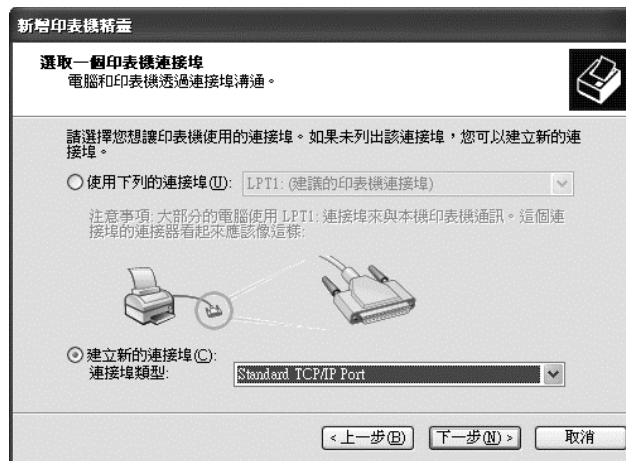 新增印表機精靈
選取一個印表機連接埠
電腦和印表機透過連接埠溝通。
請選擇您想讓印表機使用的連接埠。如果未列出該連接埠，您可以建立新的連
接埠。
使用下列的連接埠(U): LPT1: (建議的印表機連接埠)
注意事項: 大部分的電腦使用 LPT1: 連接埠來與本機印表機通訊。這個連
接埠的連接器看起來應該像這樣:
建立新的連接埠(C):
連接埠類型: Standard TCP/IP Port
< 上一步(B) 下一步(N) > 取消